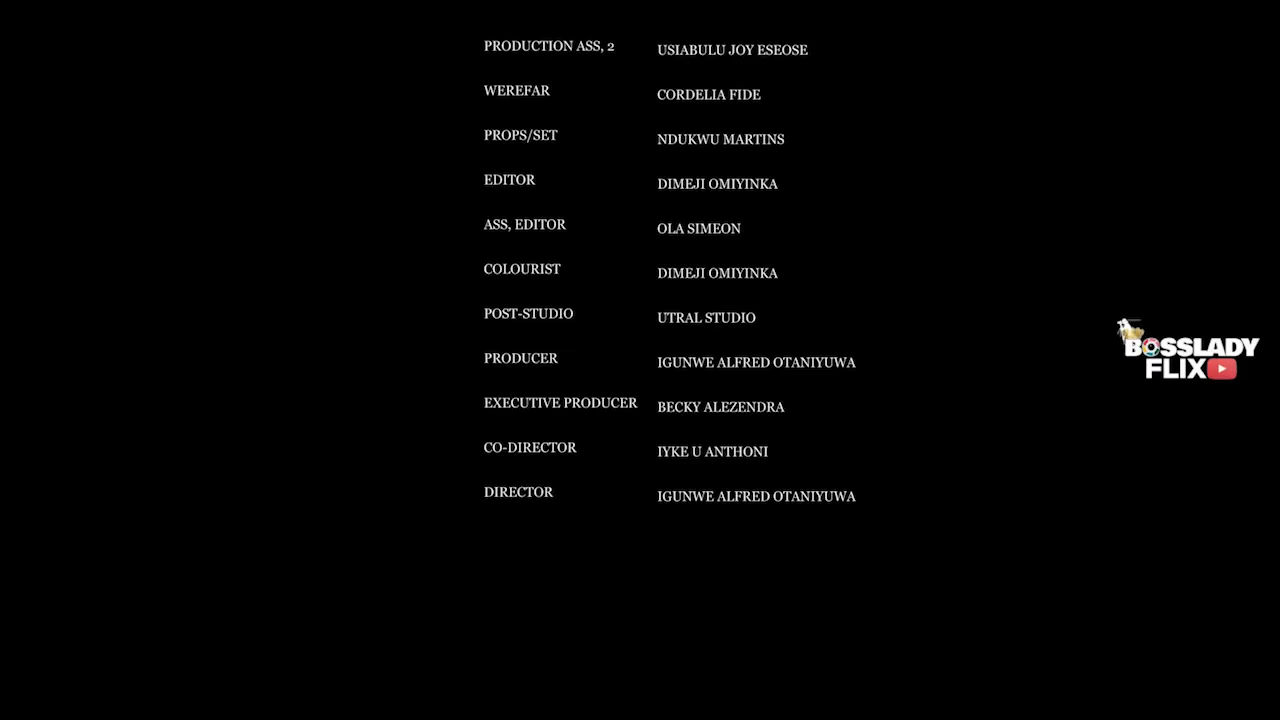 PRODUCTION ASS, 2 USIABULU JOY ESEOSE
WEREFAR CORDELIA FIDE
PROPS/SET NDUKWU MARTINS
EDITOR DIMEJI OMIYINKA
ASS, EDITOR OLA SIMEON
COLOURIST DIMEJI OMIYINKA
POST-STUDIO UTRAL STUDIO
PRODUCER IGUNWE ALFRED OTANIYUWA
EXECUTIVE PRODUCER BECKY ALEZENDRA
CO-DIRECTOR IYKE U ANTHONI
DIRECTOR IGUNWE ALFRED OTANIYUWA
BOSSLADY
FLIX